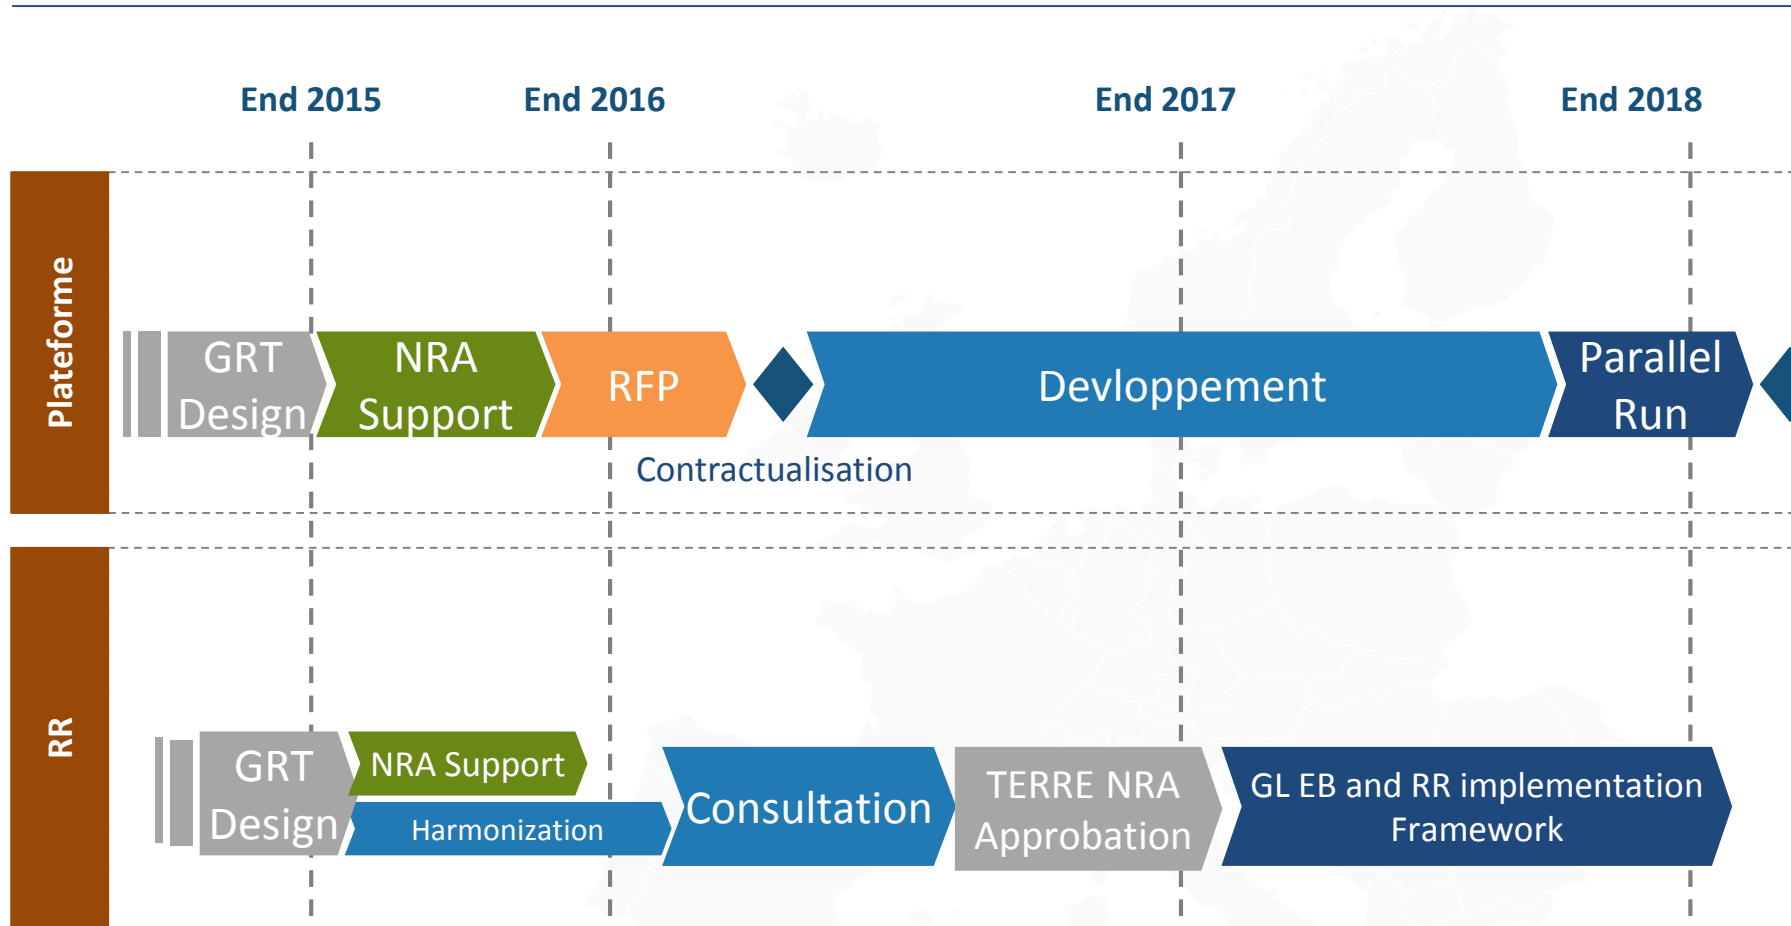 End 2015
End 2016
End 2017
End 2018
Plateforme
GRT
Design
NRA
Support
RFP
Devloppement
Parallel
Run
Contractualisation
RR
GRT
Design
NRA Support
Harmonization
Consultation
TERRE NRA
Approbation
GL EB and RR implementation
Framework